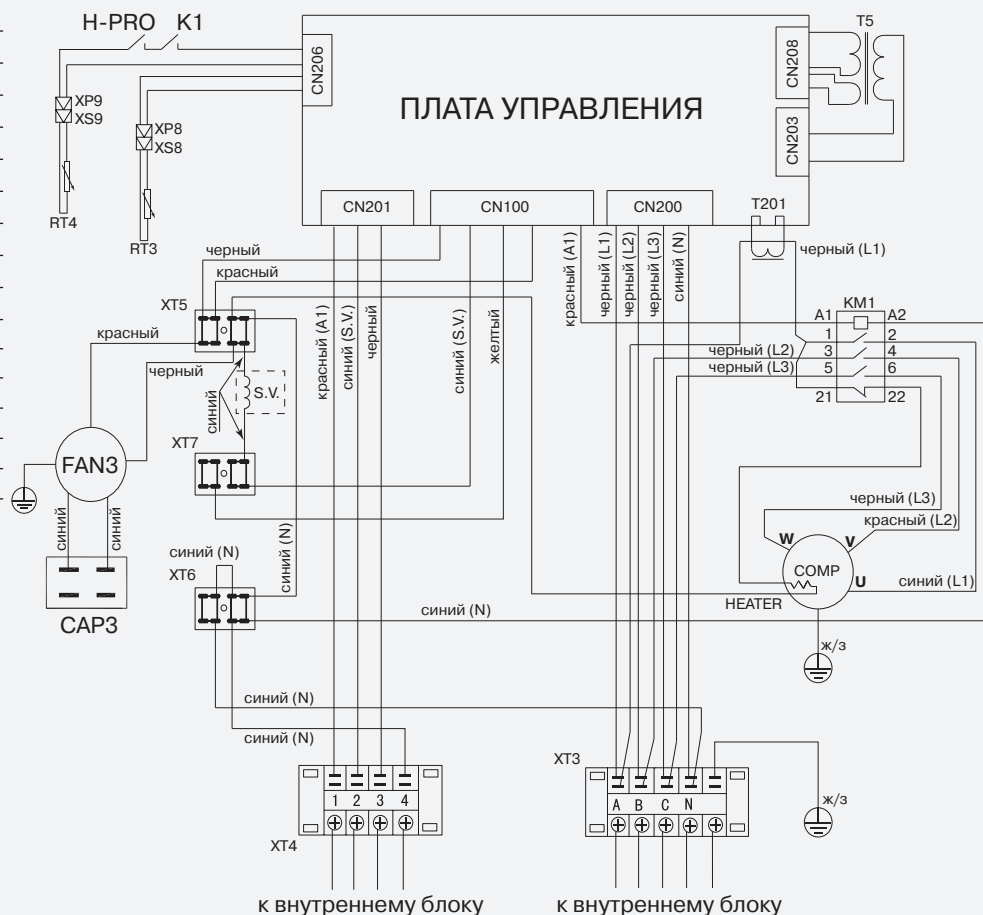 H-PRO K1
T5
CN206
CN208
XP9
XS9
ПЛАТА УПРАВЛЕНИЯ
XP8
XS8
CN203
RT4
RT3
CN201
CN100
CN200
T201
черный
красный
черный (L1)
XT5
красный
черный
красный (A1)
синий (S.V.)
черный
синий (S.V.)
желтый
красный (A1)
черный (L1)
черный (L2)
черный (L3)
синий (N)
KM1
A1
A2
1
2
черный (L2)
3
4
черный (L3)
5
6
21
22
S.V.
синий
XT7
FAN3
синий
синий
CAP3
синий (N)
синий (N)
XT6
синий (N)
черный (L3)
красный (L2)
W
V
COMP
U
синий (L1)
HEATER
ж/з
синий (N)
синий (N)
XT3
A
B
C
N
ж/з
1
2
3
4
XT4
к внутреннему блоку
к внутреннему блоку